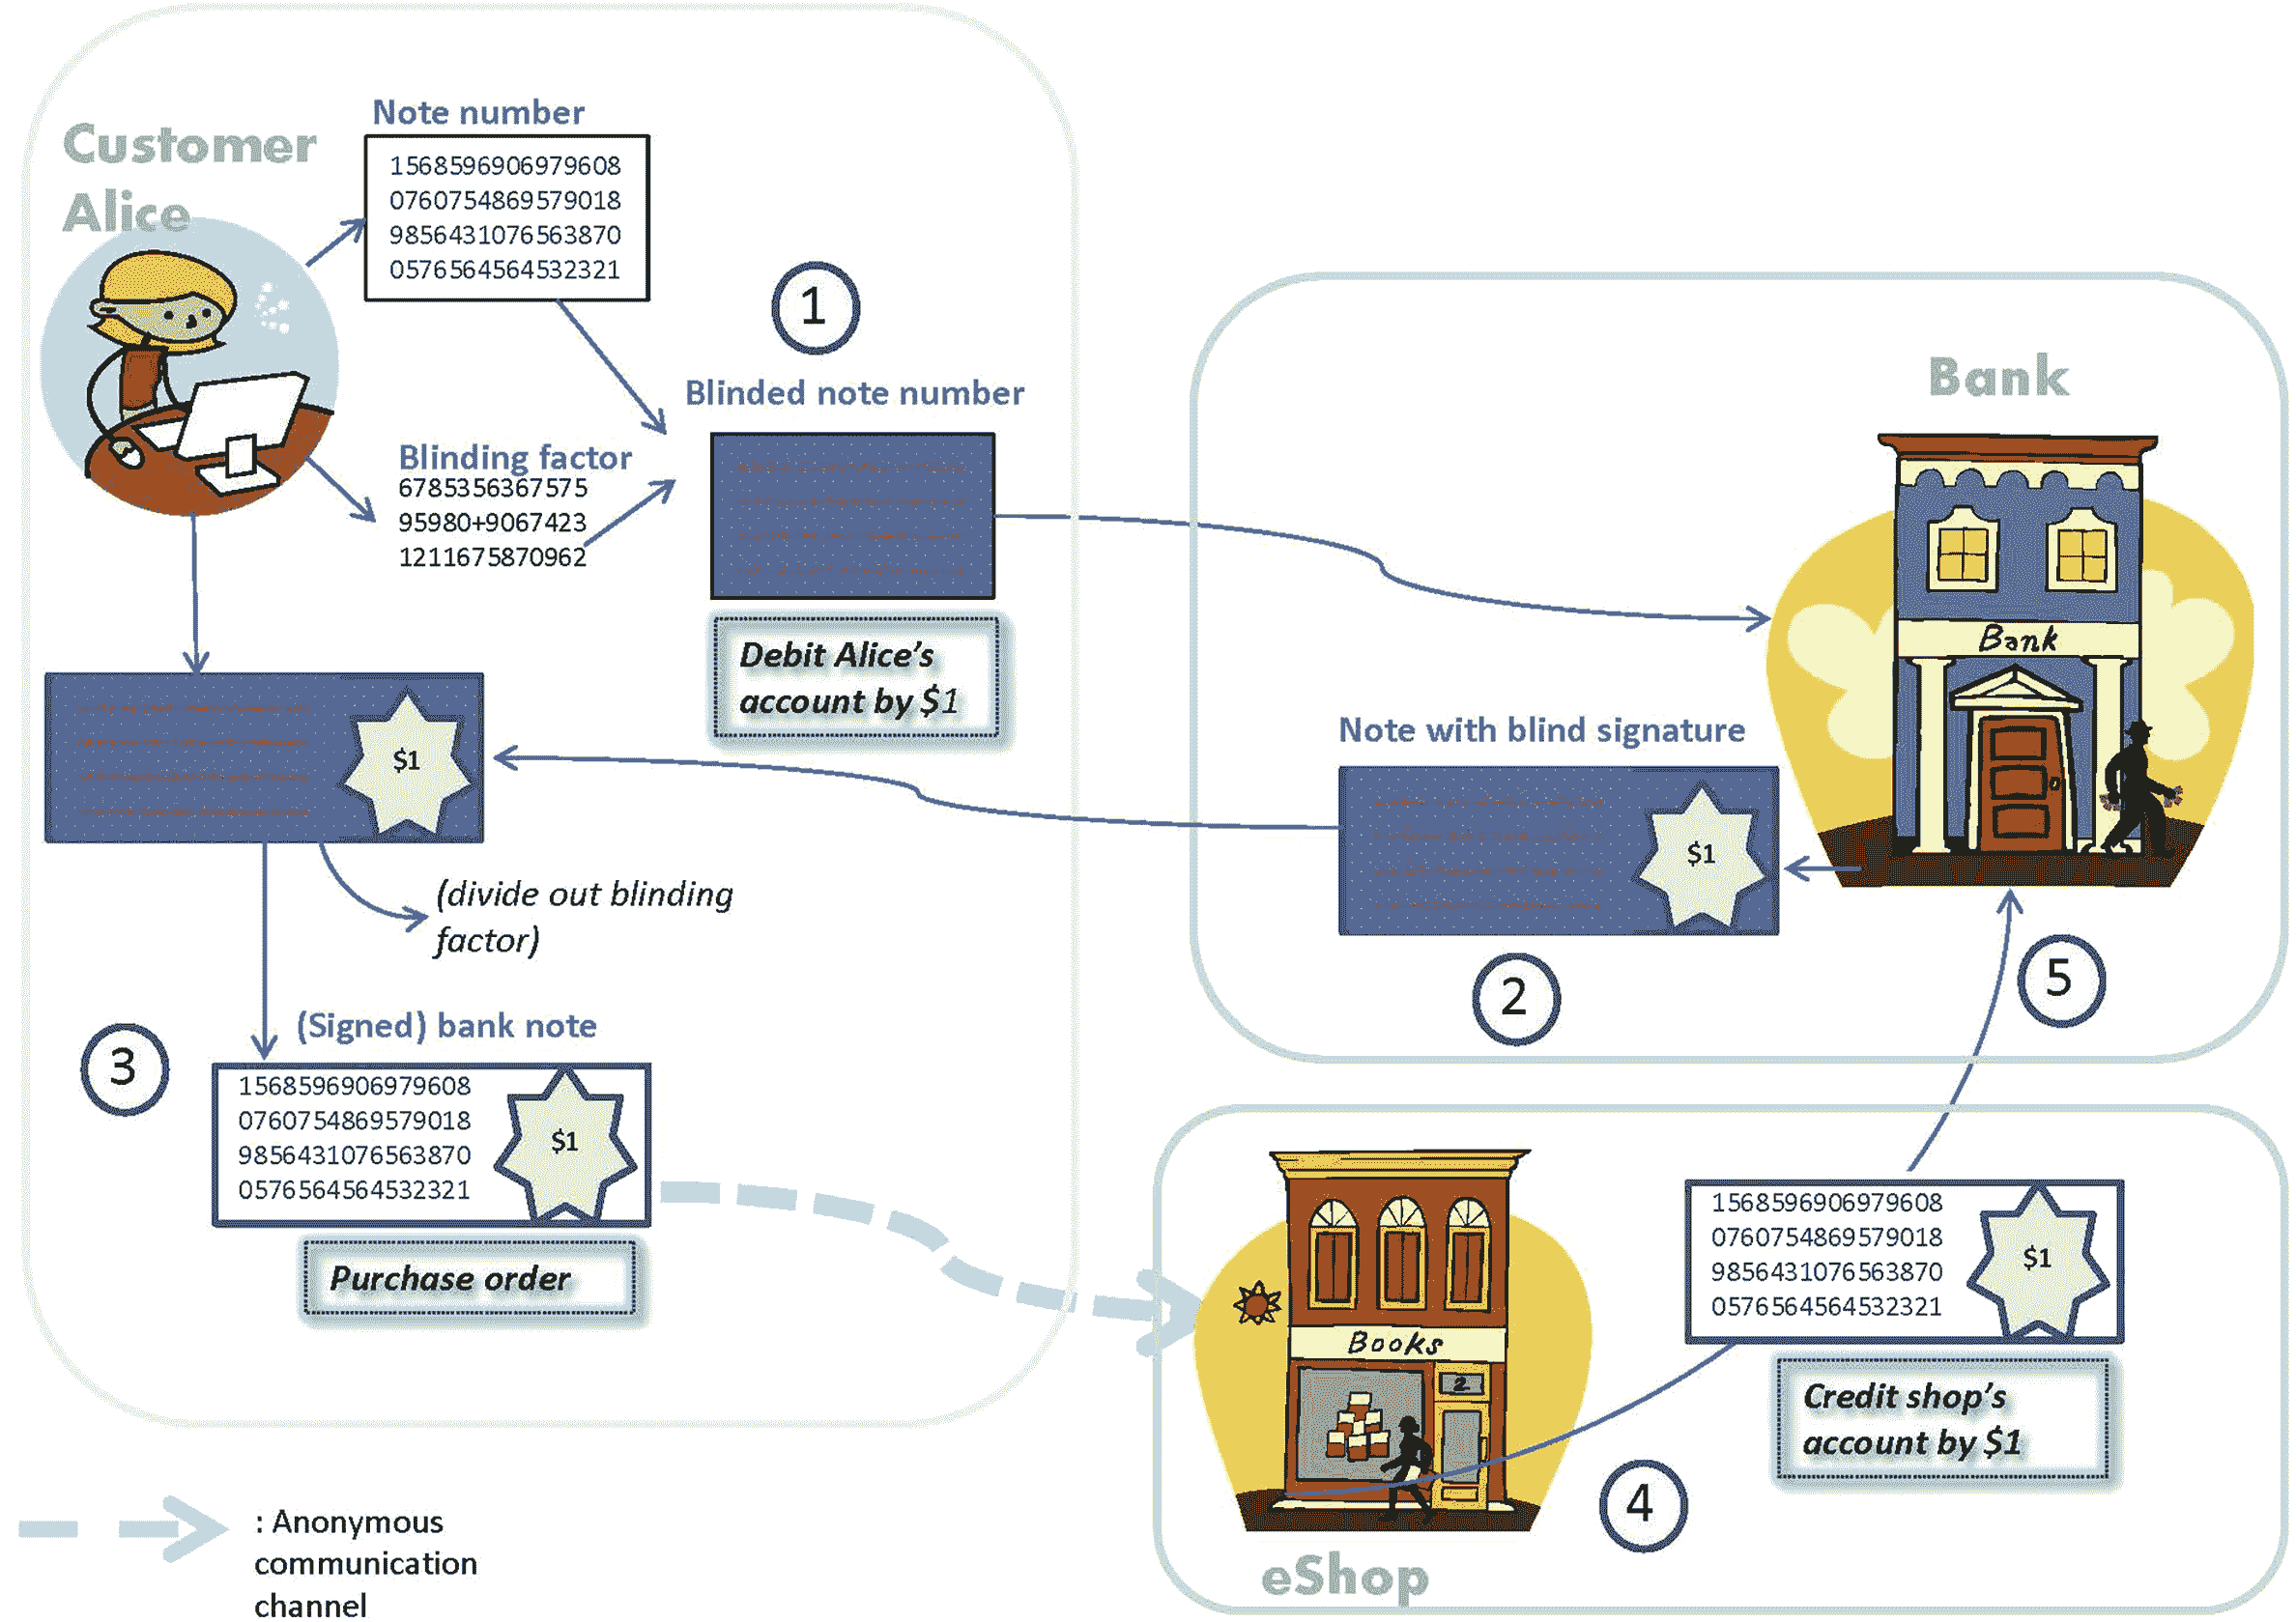 Customer
Alice
Note number
1568596906979608
0760754869579018
9856431076563870
0576564564532321
1
Blinded note number
Blinding factor
6785356367575
95980+9067423
1211675870962
Debit Alice's
account by $1
$1
(divide out blinding
factor)
3
(Signed) bank note
1568596906979608
0760754869579018
9856431076563870
0576564564532321
$1
Purchase order
Bank
Bank
Note with blind signature
$1
2
5
Books
2
1568596906979608
0760754869579018
9856431076563870
0576564564532321
$1
Credit shop's
account by $1
4
eShop
: Anonymous
communication
channel